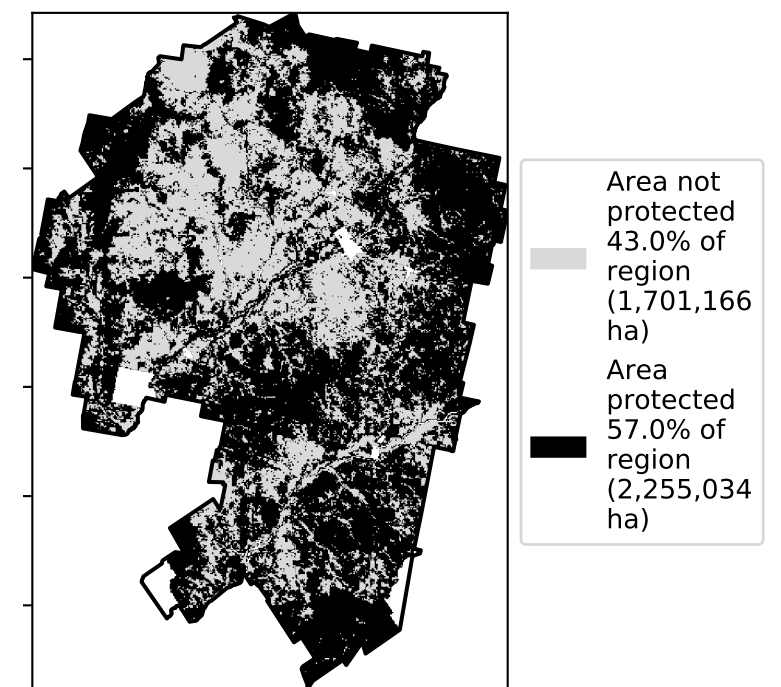 Area not
protected
43.0% of
region
(1,701,166
ha)
Area
protected
57.0% of
region
(2,255,034
ha)